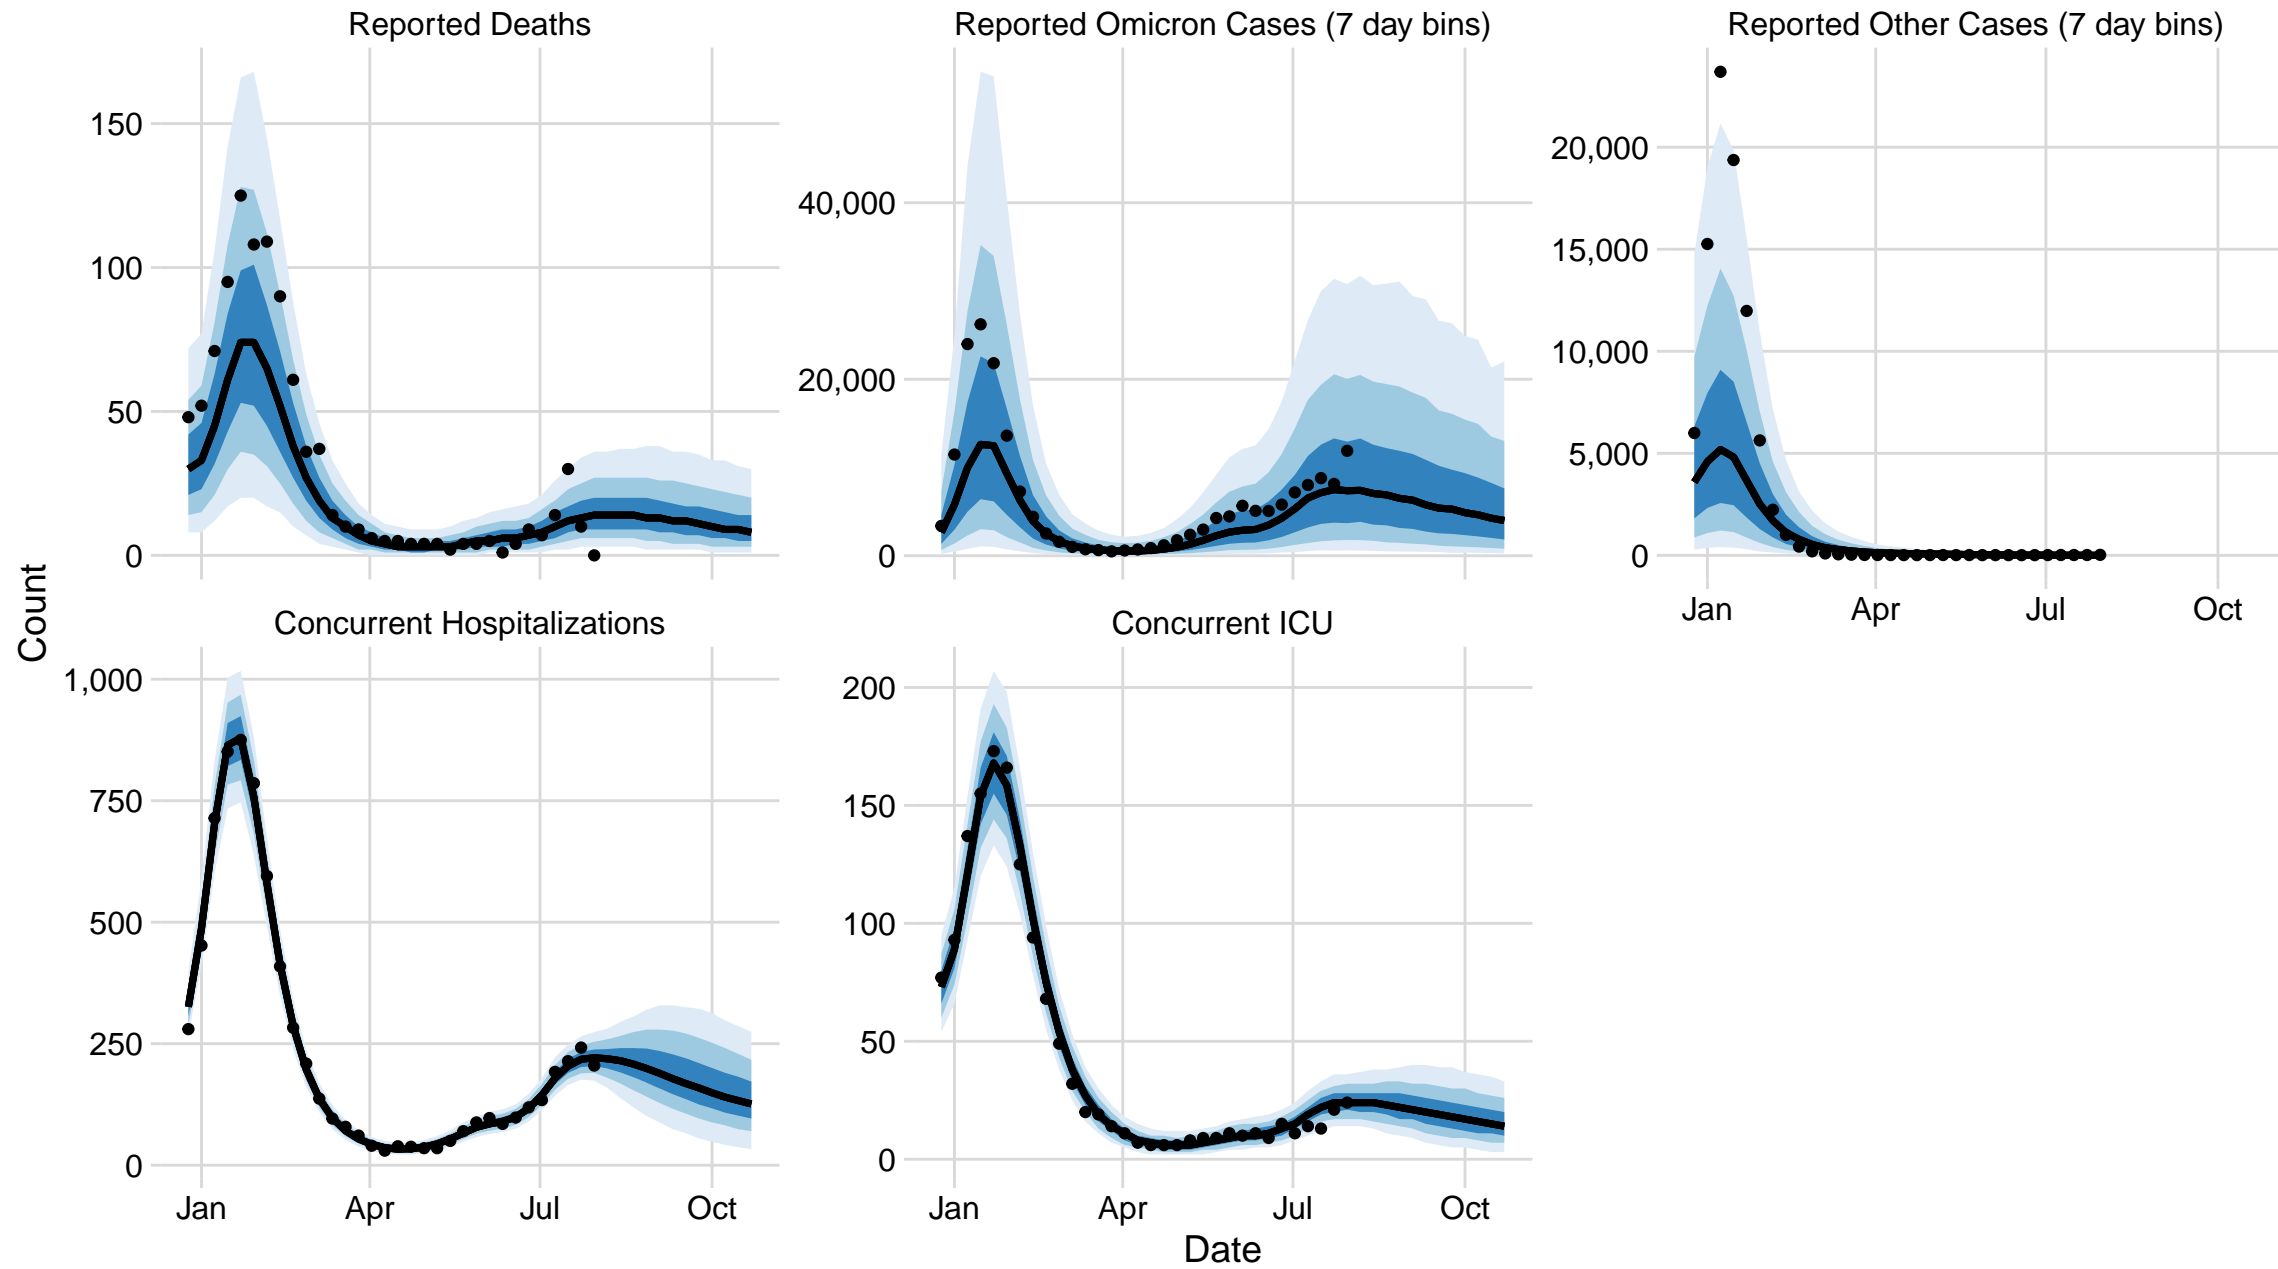 Reported Deaths
Reported Omicron Cases (7 day bins)
Reported Other Cases (7 day bins)
150
100
50
0
40,000
20,000
0
20,000
15,000
10,000
5,000
0
Jan Apr Jul Oct
Count
Concurrent Hospitalizations
Concurrent ICU
1,000
750
500
250
0
200
150
100
50
0
Jan Apr Jul Oct
Jan Apr Jul Oct
Date